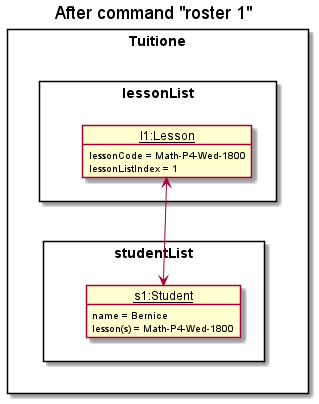 After command "roster 1"
Tuitione
lessonList
l1:Lesson
lessonCode = Math-P4-Wed-1800
lessonListIndex = 1
studentList
s1:Student
name = Bernice
lesson(s) = Math-P4-Wed-1800